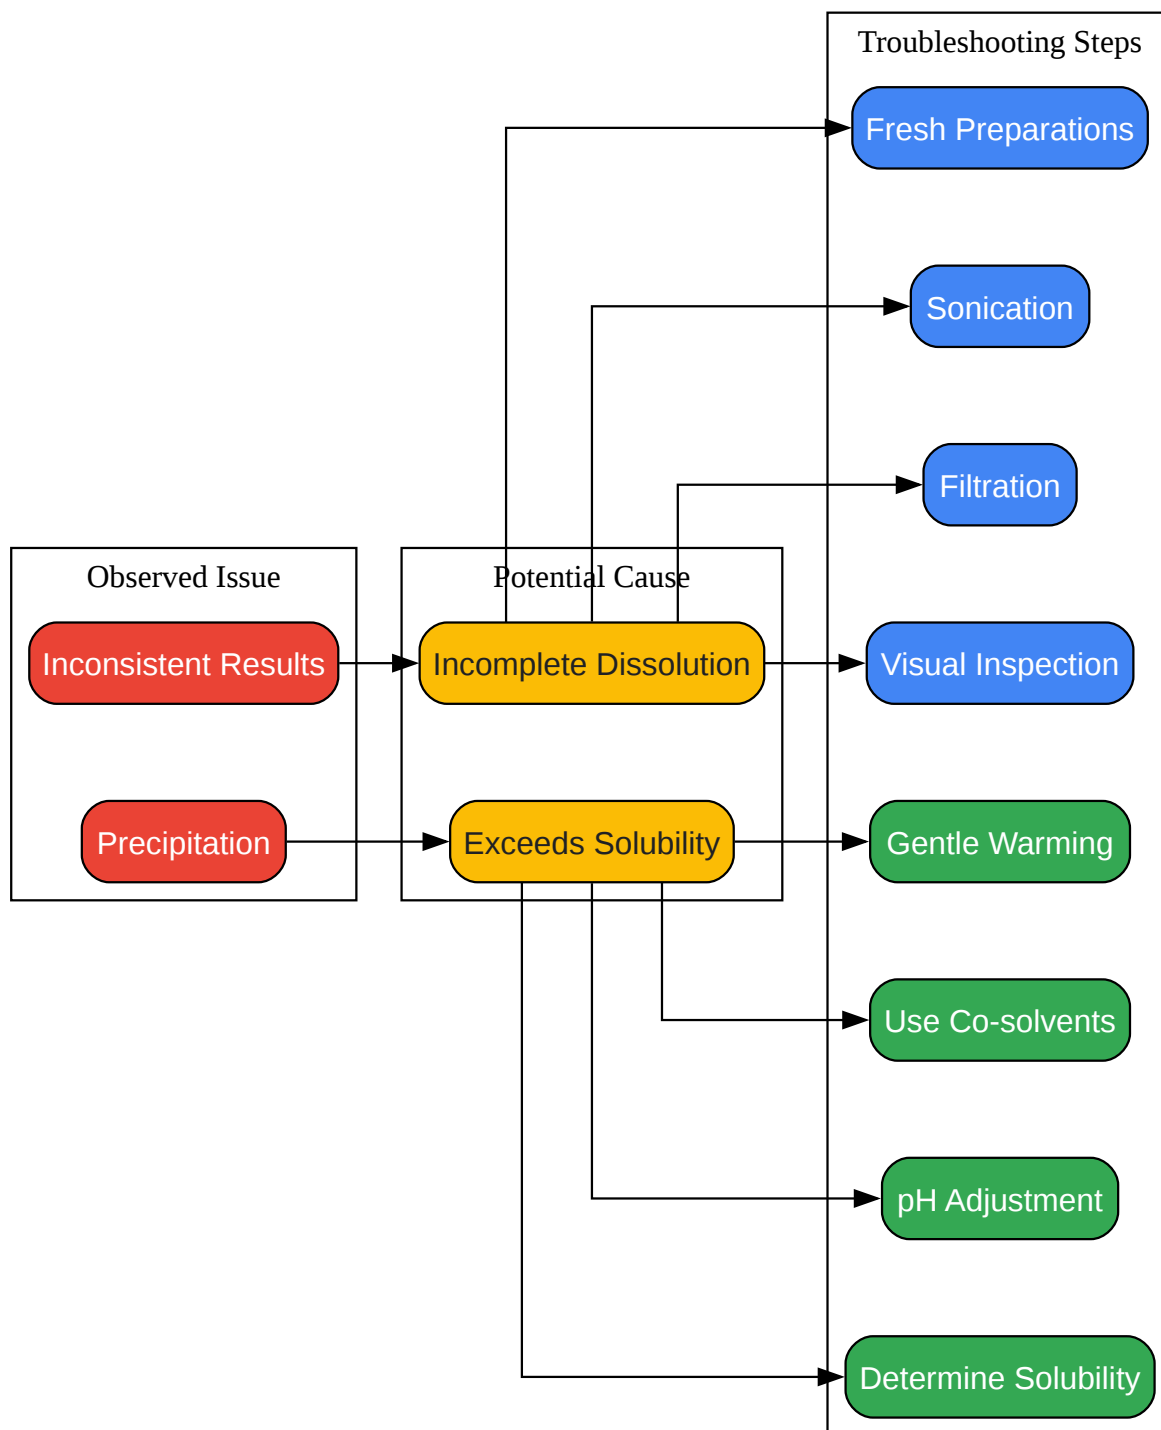 Troubleshooting Steps
Fresh Preparations
Sonication
Filtration
Observed Issue
Potential Cause
Inconsistent Results
Incomplete Dissolution
Visual Inspection
Precipitation
Exceeds Solubility
Gentle Warming
Use Co-solvents
pH Adjustment
Determine Solubility